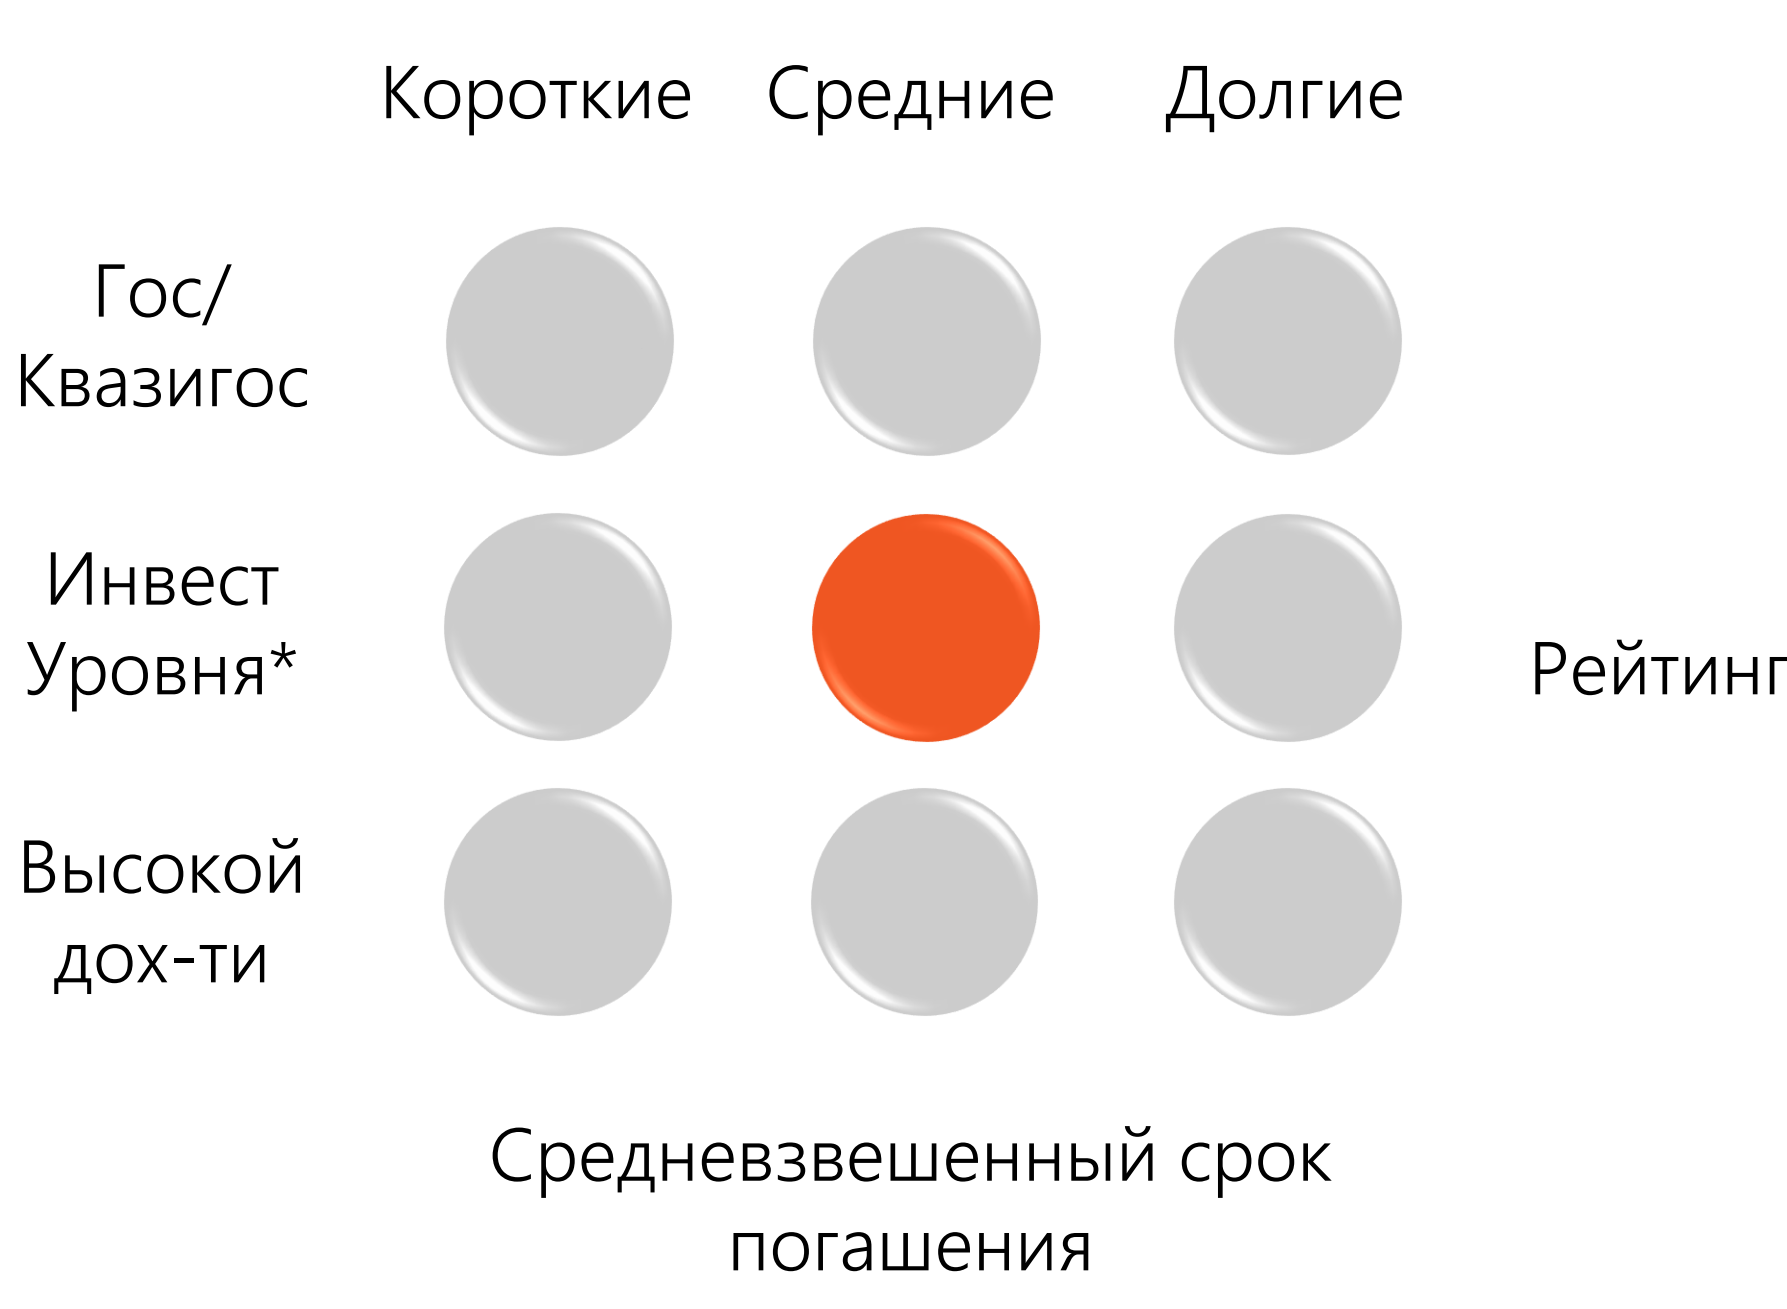 Короткие Средние Долгие
Гос/
Квазигос
Инвест
Уровня*
Рейтинг
Высокой
дох-ти
Средневзвешенный срок
погашения